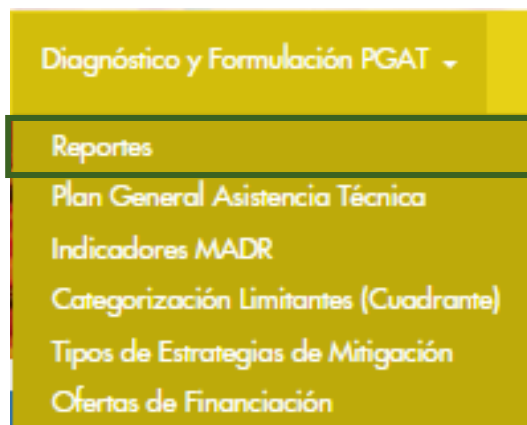 Diagnóstico y Formulación PGAT
Reportes
Plan General Asistencia Técnica
Indicadores MADR
Categorización Limitantes (Cuadrante)
Tipos de Estrategias de Mitigación
Ofertas de Financiación